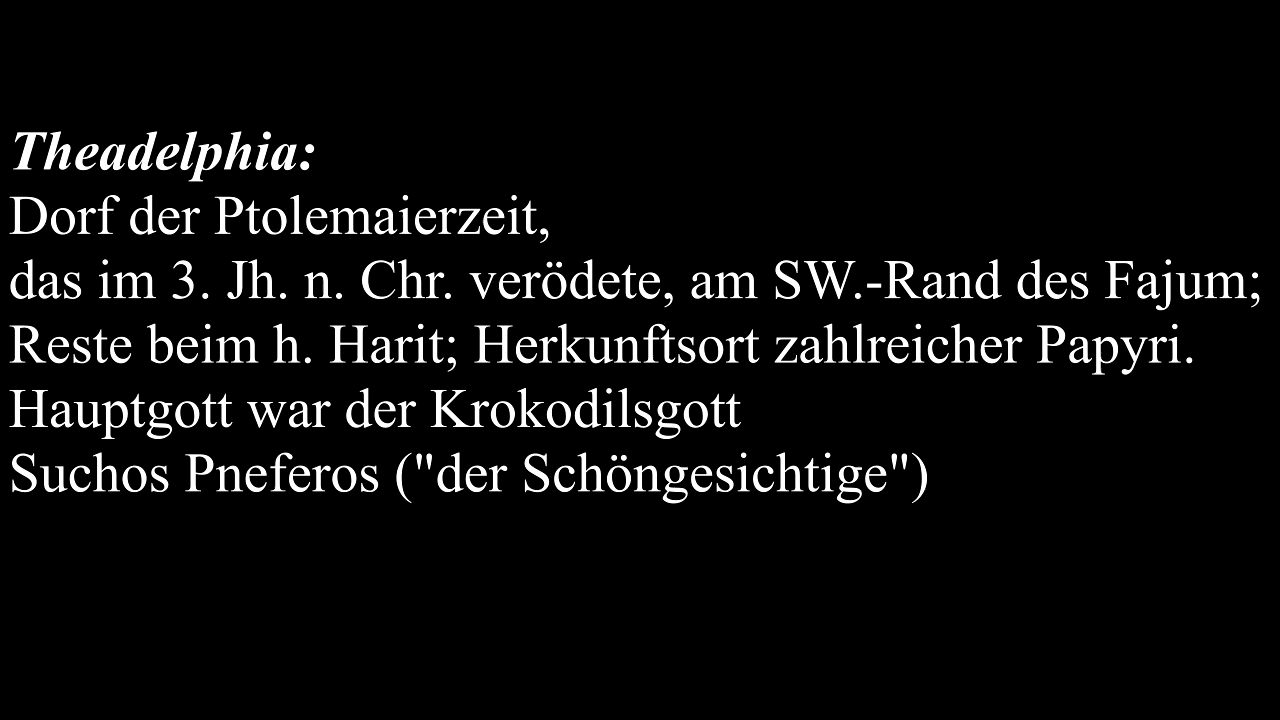 Theadelphia:
Dorf der Ptolemaierzeit,
das im 3. Jh. n. Chr. verödete, am SW.-Rand des Fajum;
Reste beim h. Harit; Herkunftsort zahlreicher Papyri.
Hauptgott war der Krokodilsgott
Suchos Pneferos ("der Schöngesichtige")